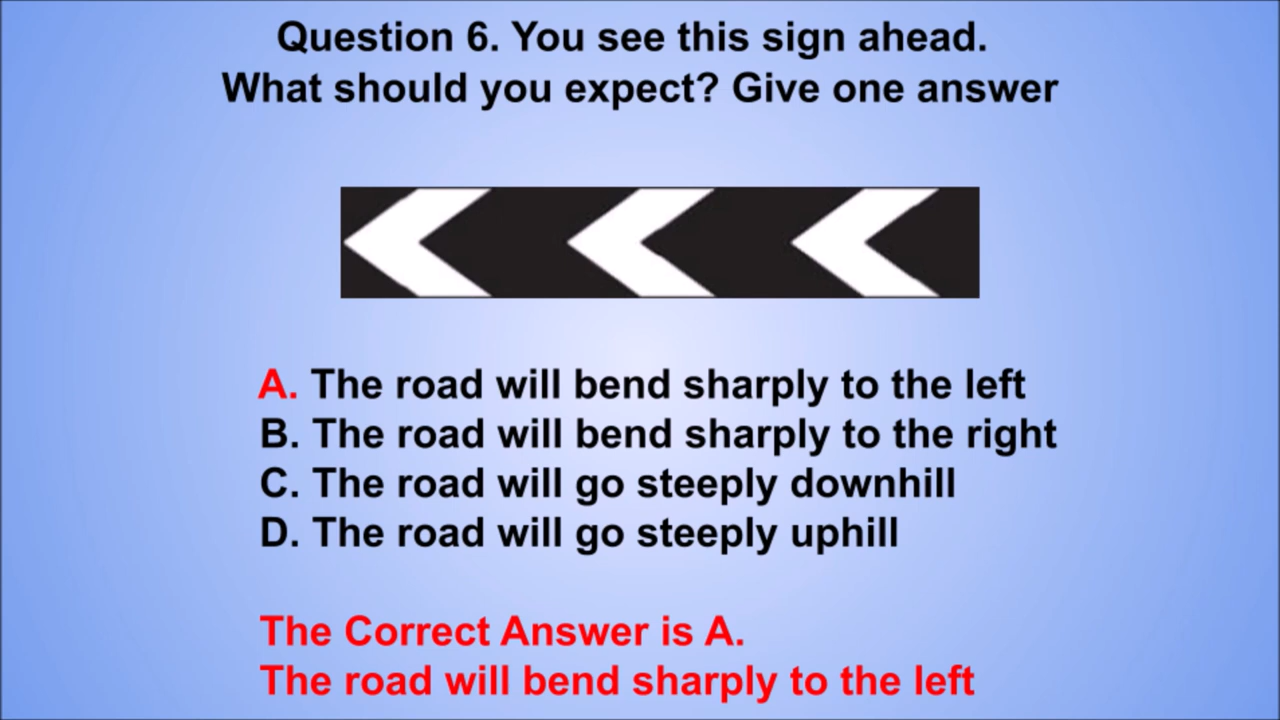 Question 6. You see this sign ahead.
What should you expect? Give one answer
A. The road will bend sharply to the left
B. The road will bend sharply to the right
C. The road will go steeply downhill
D. The road will go steeply uphill
The Correct Answer is A.
The road will bend sharply to the left